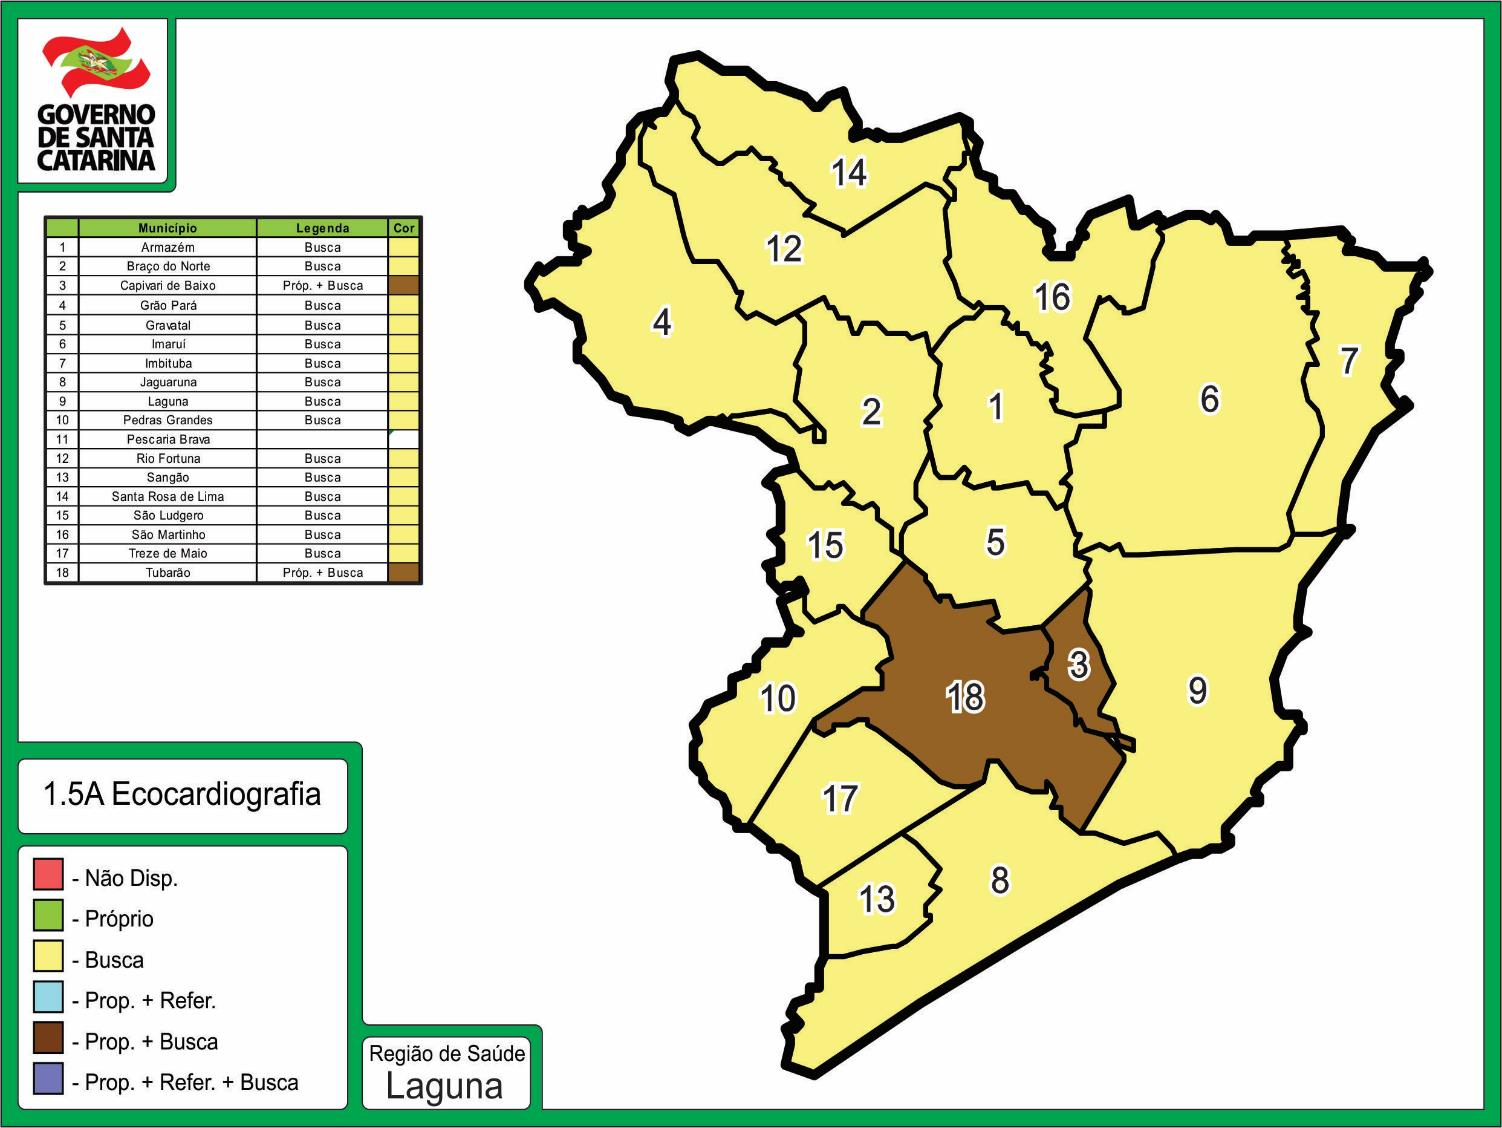 GOVERNO
DE SANTA
CATARINA
Município Legenda Cor
1 Armazém Busca
2 Braço do Norte Busca
3 Capivari de Baixo Próp. + Busca
4 Grão Pará Busca
5 Gravatal Busca
6 Imaruí Busca
7 Imbituba Busca
8 Jaguaruna Busca
9 Laguna Busca
10 Pedras Grandes Busca
11 Pescaria Brava
12 Rio Fortuna Busca
13 Sangão Busca
14 Santa Rosa de Lima Busca
15 São Ludgero Busca
16 São Martinho Busca
17 Treze de Maio Busca
18 Tubarão Próp. + Busca
14
12
16
4
7
6
2
1
5
15
3
9
18
10
17
8
13
1.5A Ecocardiografia
- Não Disp.
- Próprio
- Busca
- Prop. + Refer.
- Prop. + Busca
- Prop. + Refer. + Busca
Região de Saúde
Laguna